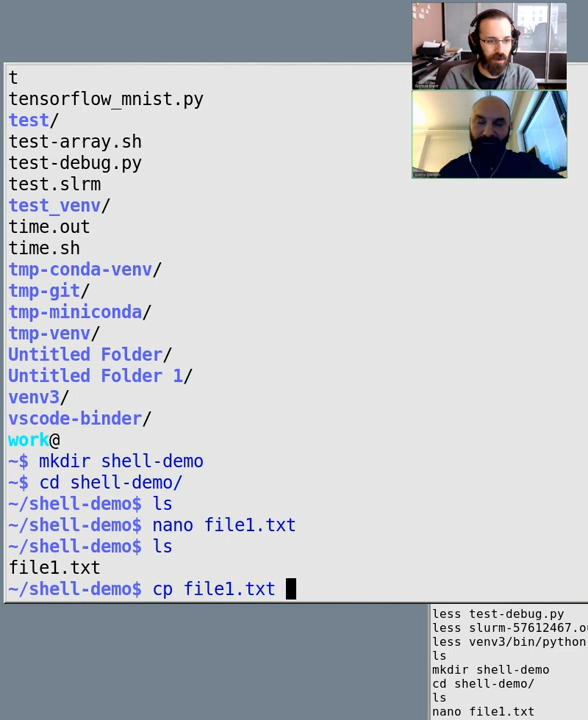 t
tensorflow_mnist.py
test/
test-array.sh
test-debug.py
test.slrm
test_venv/
time.out
time.sh
tmp-conda-venv/
tmp-git/
tmp-miniconda/
tmp-venv/
Untitled Folder/
Untitled Folder 1/
venv3/
vscode-binder/
work@
~$ mkdir shell-demo
~$ cd shell-demo/
~/shell-demo$ ls
~/shell-demo$ nano file1.txt
~/shell-demo$ ls
file1.txt
~/shell-demo$ cp file1.txt
less test-debug.py
less slurm-57612467.o
less venv3/bin/python
ls
mkdir shell-demo
cd shell-demo/
ls
nano file1.txt